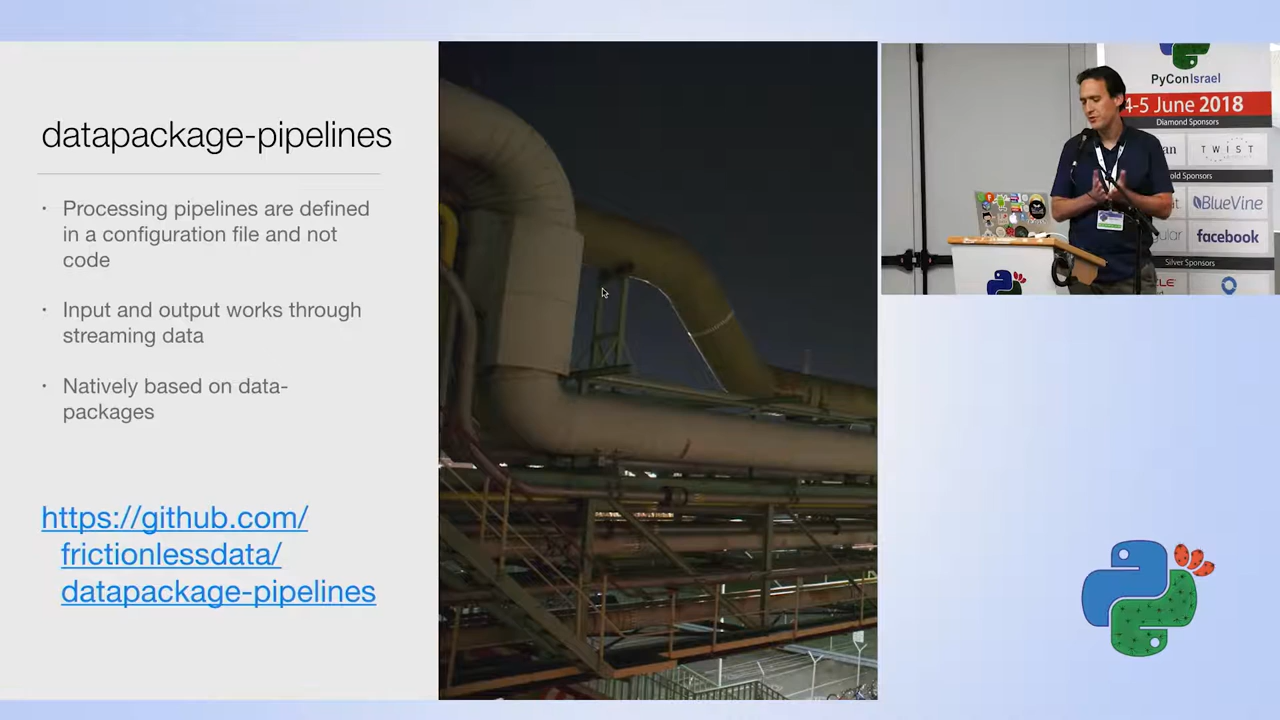 datapackage-pipelines
· Processing pipelines are defined
in a configuration file and not
code
· Input and output works through
streaming data
· Natively based on data-
packages
https://github.com/
frictionlessdata/
datapackage-pipelines
PyConIsrael
4-5 June 2018
Diamond Sponsors
TWIST
BlueVine
facebook
Silver Sponsors